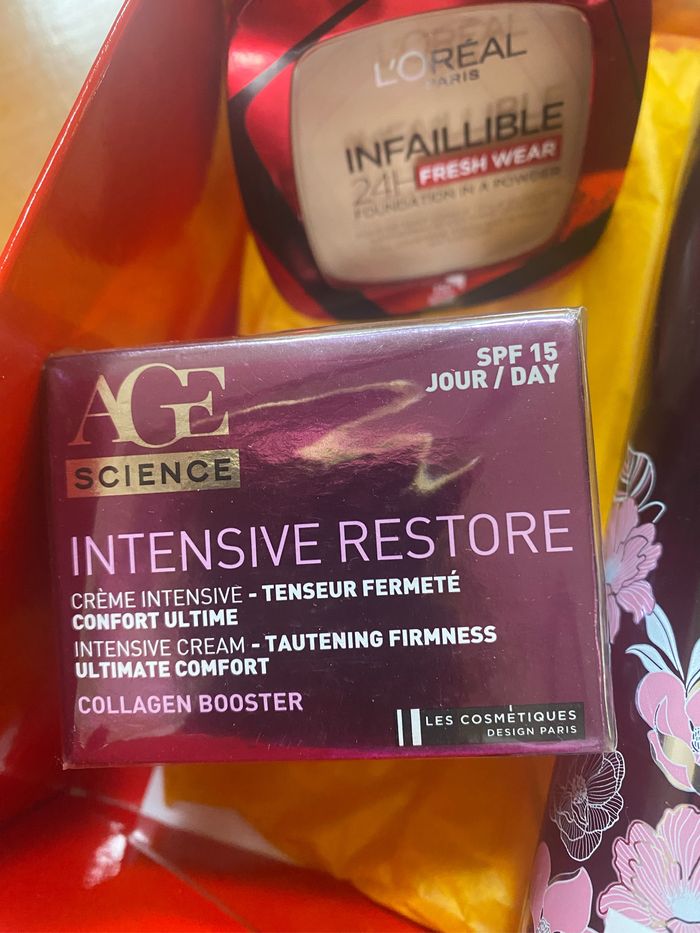 L'ORÉAL
PARIS
INFAILLIBLE
24H FRESH WEAR
FOUNDATION IN A POWDER
AGE
SCIENCE
SPF 15
JOUR / DAY
INTENSIVE RESTORE
CRÈME INTENSIVE - TENSEUR FERMETÉ
CONFORT ULTIME
INTENSIVE CREAM - TAUTENING FIRMNESS
ULTIMATE COMFORT
COLLAGEN BOOSTER
LES COSMÉTIQUES
DESIGN PARIS